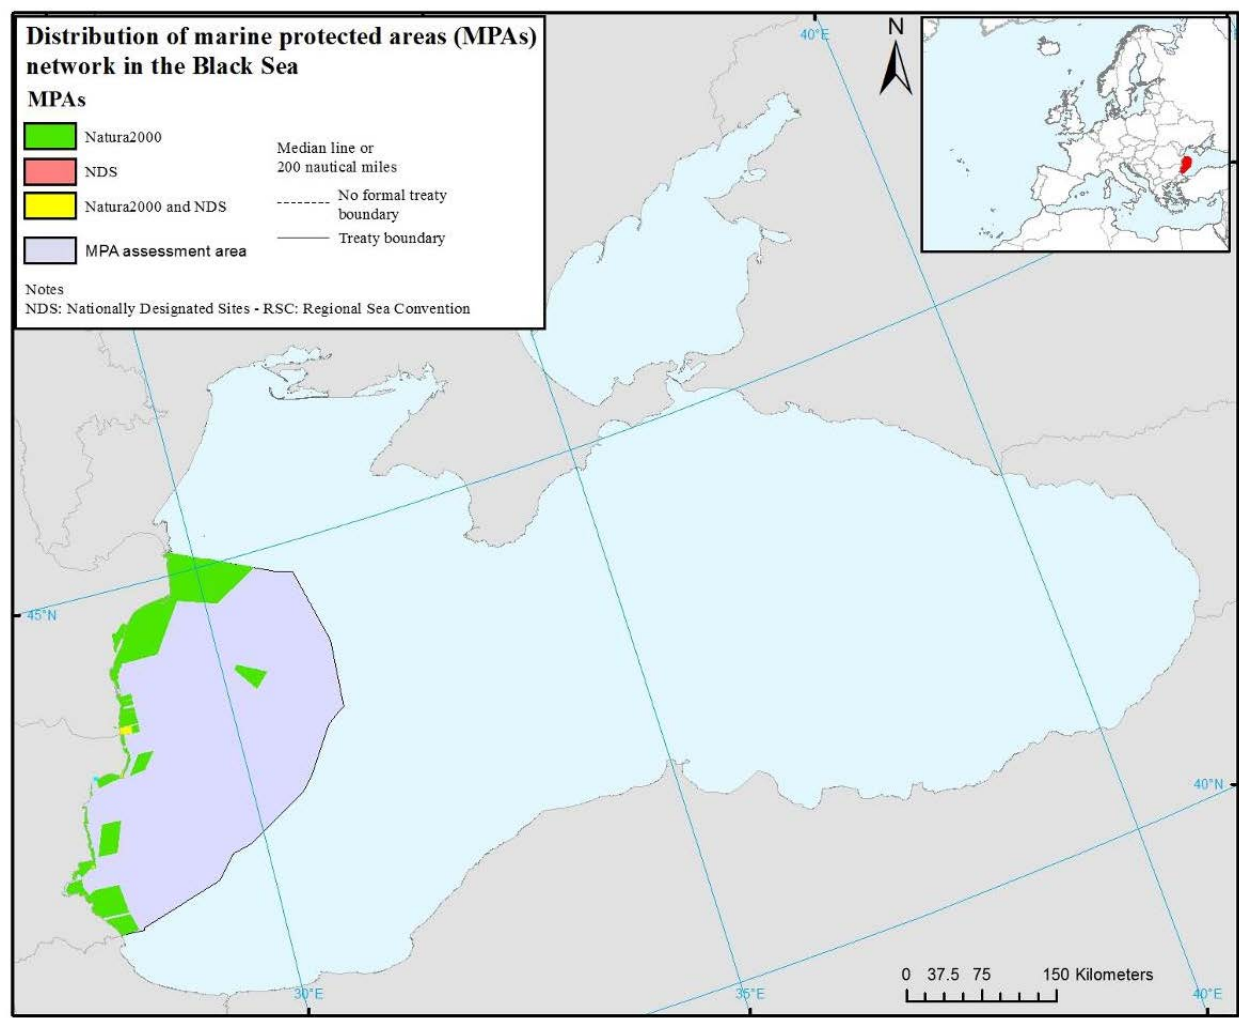 Distribution of marine protected areas (MPAs)
network in the Black Sea
MPAs
Natura2000
NDS
Natura2000 and NDS
MPA assessment area
Median line or
200 nautical miles
No formal treaty
boundary
Treaty boundary
Notes
NDS: Nationally Designated Sites - RSC: Regional Sea Convention
40°E
N
45°N
40°N
0 37.5 75 150 Kilometers
30°E
35°E
40°E